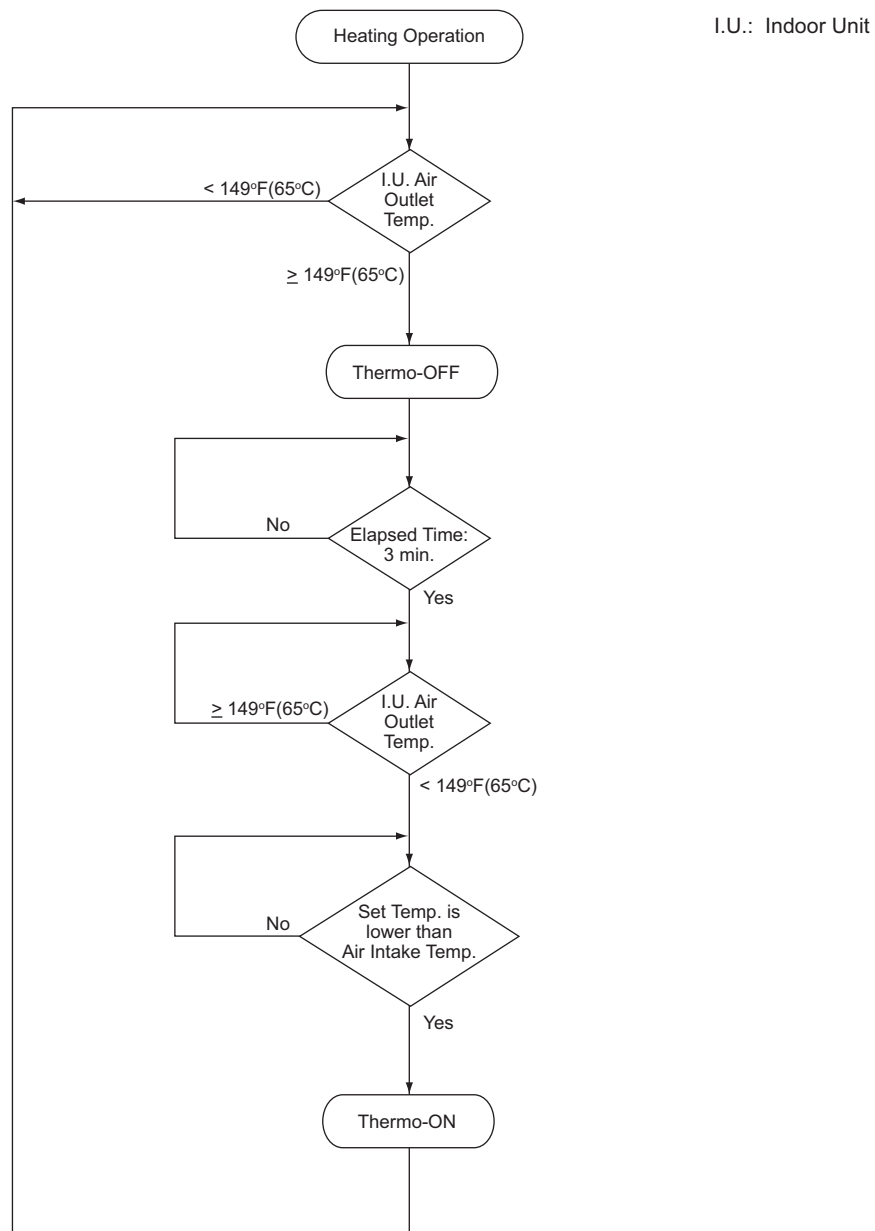 Heating Operation
I.U.: Indoor Unit
< 149°F(65°C)
I.U. Air
Outlet
Temp.
≥ 149°F(65°C)
Thermo-OFF
No
Elapsed Time:
3 min.
Yes
≥ 149°F(65°C)
I.U. Air
Outlet
Temp.
< 149°F(65°C)
No
Set Temp. is
lower than
Air Intake Temp.
Yes
Thermo-ON